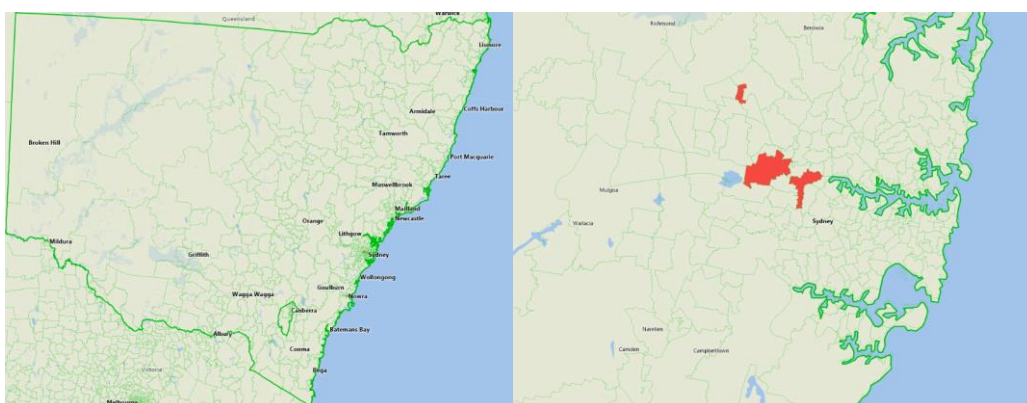 Queensland
Warwick
Lismore
Coffs Harbour
Armidale
Tamworth
Port Macquarie
Taree
Muswellbrook
Maitland
Newcastle
Broken Hill
Orange
Lithgow
Sydney
Mildura
Griffith
Wollongong
Goulburn
Nowra
Wagga Wagga
Canberra
Batemans Bay
Albury
Cooma
Bega
Victoria
Melbourne
Richmond
Berowra
Mulgoa
Warragamba
Sydney
Narellan
Camden
Campbelltown